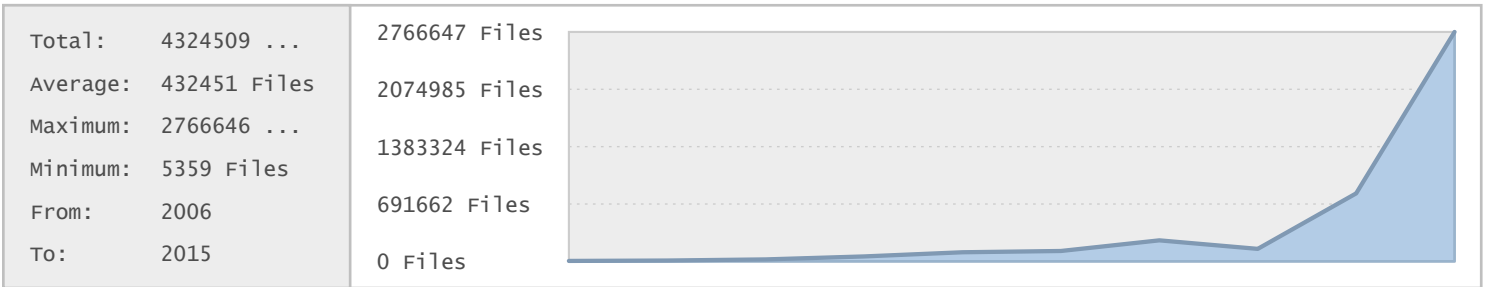 Total: 4324509 ...
Average: 432451 Files
Maximum: 2766646 ...
Minimum: 5359 Files
From: 2006
To: 2015
2766647 Files
2074985 Files
1383324 Files
691662 Files
0 Files